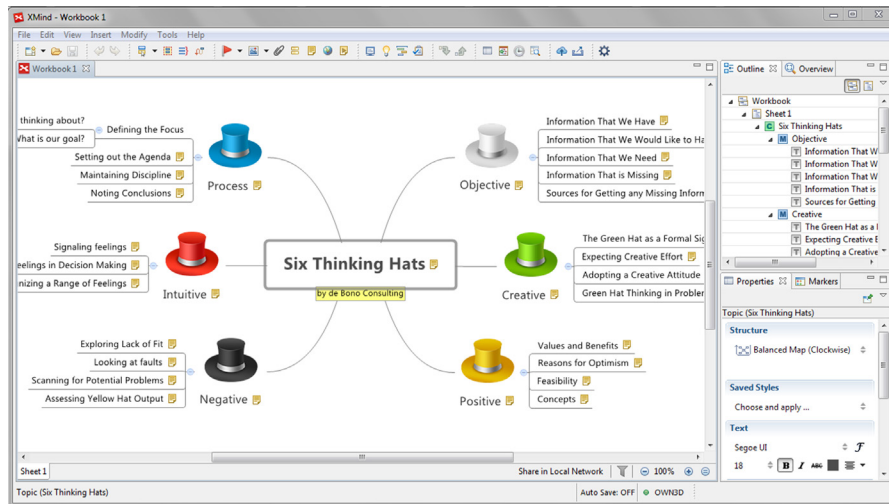 XMind - Workbook 1
File Edit View Insert Modify Tools Help
Workbook 1
thinking about?
What is our goal?
Defining the Focus
Setting out the Agenda
Maintaining Discipline
Noting Conclusions
Process
Information That We Have
Information That We Would Like to Ha
Information That We Need
Information That is Missing
Sources for Getting any Missing Inform
Objective
Signaling feelings
Feelings in Decision Making
nizing a Range of Feelings
Intuitive
Six Thinking Hats
by de Bono Consulting
The Green Hat as a Formal Sig
Expecting Creative Effort
Adopting a Creative Attitude
Green Hat Thinking in Problem
Creative
Exploring Lack of Fit
Looking at faults
Scanning for Potential Problems
Assessing Yellow Hat Output
Negative
Values and Benefits
Reasons for Optimism
Feasibility
Concepts
Positive
Sheet 1
Share in Local Network
100%
Topic (Six Thinking Hats)
Auto Save: OFF
OWN3D
Outline Overview
Workbook
Sheet 1
Six Thinking Hats
Objective
Information That W
Information That W
Information That W
Information that is
Sources for Getting
Creative
The Green Hat as a
Expecting Creative E
Adopting a Creative
Properties Markers
Topic (Six Thinking Hats)
Structure
Balanced Map (Clockwise)
Saved Styles
Choose and apply ...
Text
Segoe UI
18 B I ABC